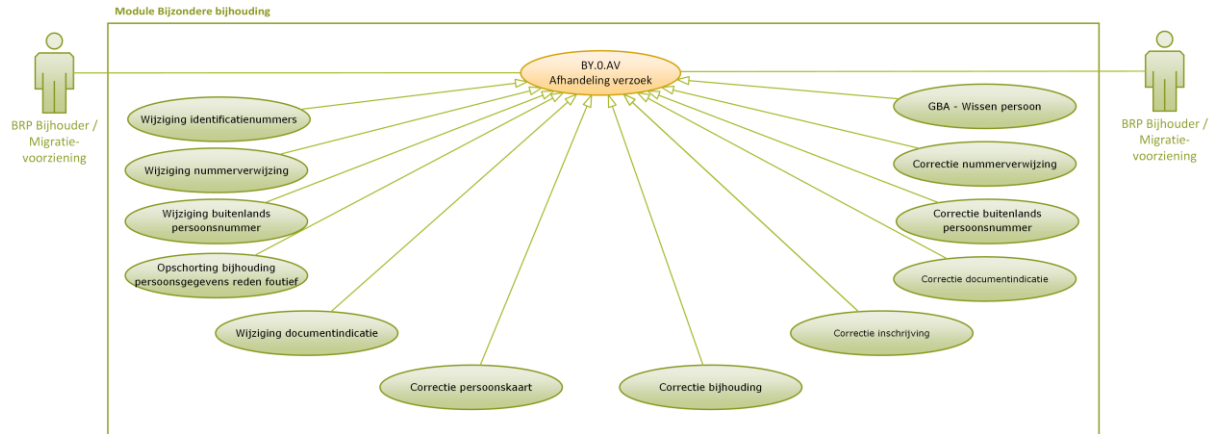 Module Bijzondere bijhouding
BY.0.AV
Afhandeling verzoek
BRP Bijhouder /
Migratie-
voorziening
BRP Bijhouder /
Migratie-
voorziening
Wijziging identificatienummers
Wijziging nummerverwijzing
Wijziging buitenlands
persoonsnummer
Opschorting bijhouding
persoonsgegevens reden foutief
Wijziging documentindicatie
Correctie persoonskaart
Correctie bijhouding
Correctie inschrijving
Correctie documentindicatie
Correctie buitenlands
persoonsnummer
Correctie nummerverwijzing
GBA - Wissen persoon